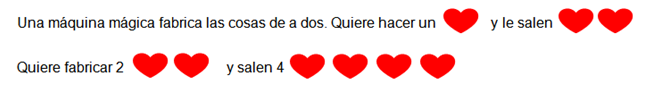 Una máquina mágica fabrica las cosas de a dos. Quiere hacer un y le salen
Quiere fabricar 2 y salen 4